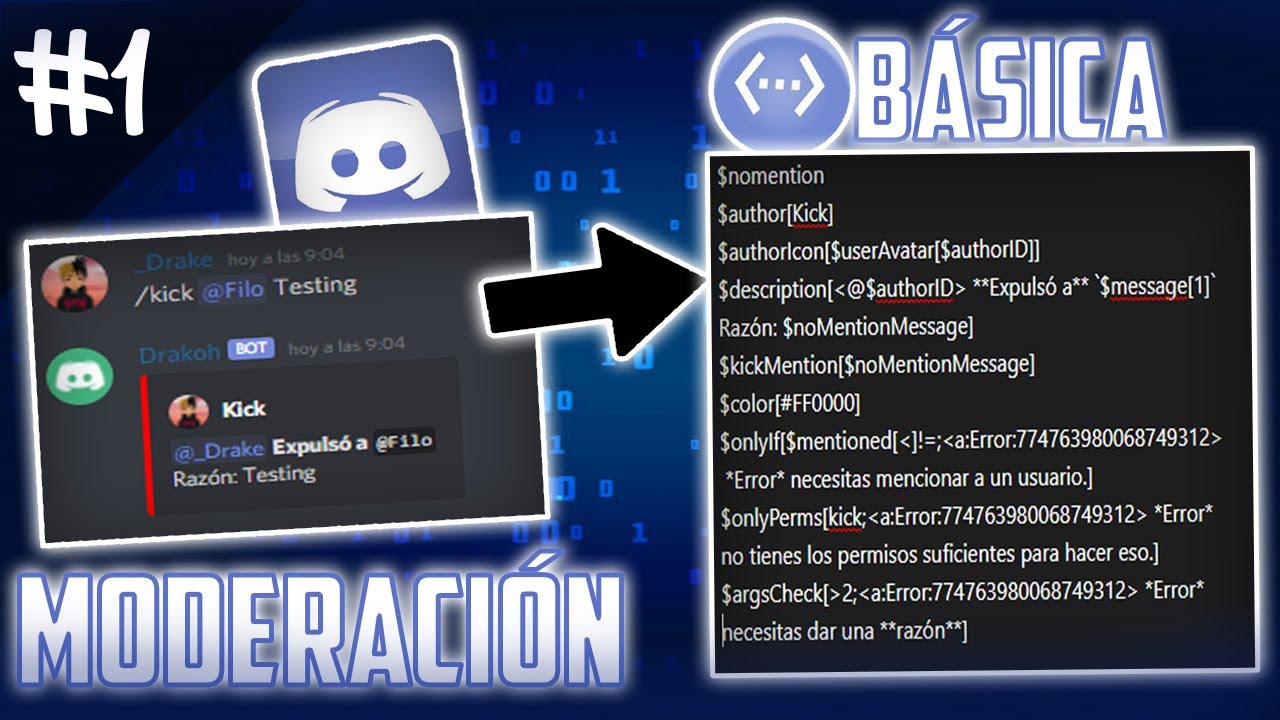 #1
BÁSICA
_Drake hoy a las 9:04
/kick @Filo Testing
Drakoh BOT hoy a las 9:04
Kick
@_Drake Expulsó a @Filo
Razón: Testing
MODERACIÓN
$nomention
$author[Kick]
$authorIcon[$userAvatar[$authorID]]
$description[<@$authorID> **Expulsó a** `$message[1]`
Razón: $noMentionMessage]
$kickMention[$noMentionMessage]
$color[#FF0000]
$onlyIf[$mentioned[<]!=;<a:Error:774763980068749312>
*Error* necesitas mencionar a un usuario.]
$onlyPerms[kick;<a:Error:774763980068749312> *Error*
no tienes los permisos suficientes para hacer eso.]
$argsCheck[>2;<a:Error:774763980068749312> *Error*
necesitas dar una **razón**]